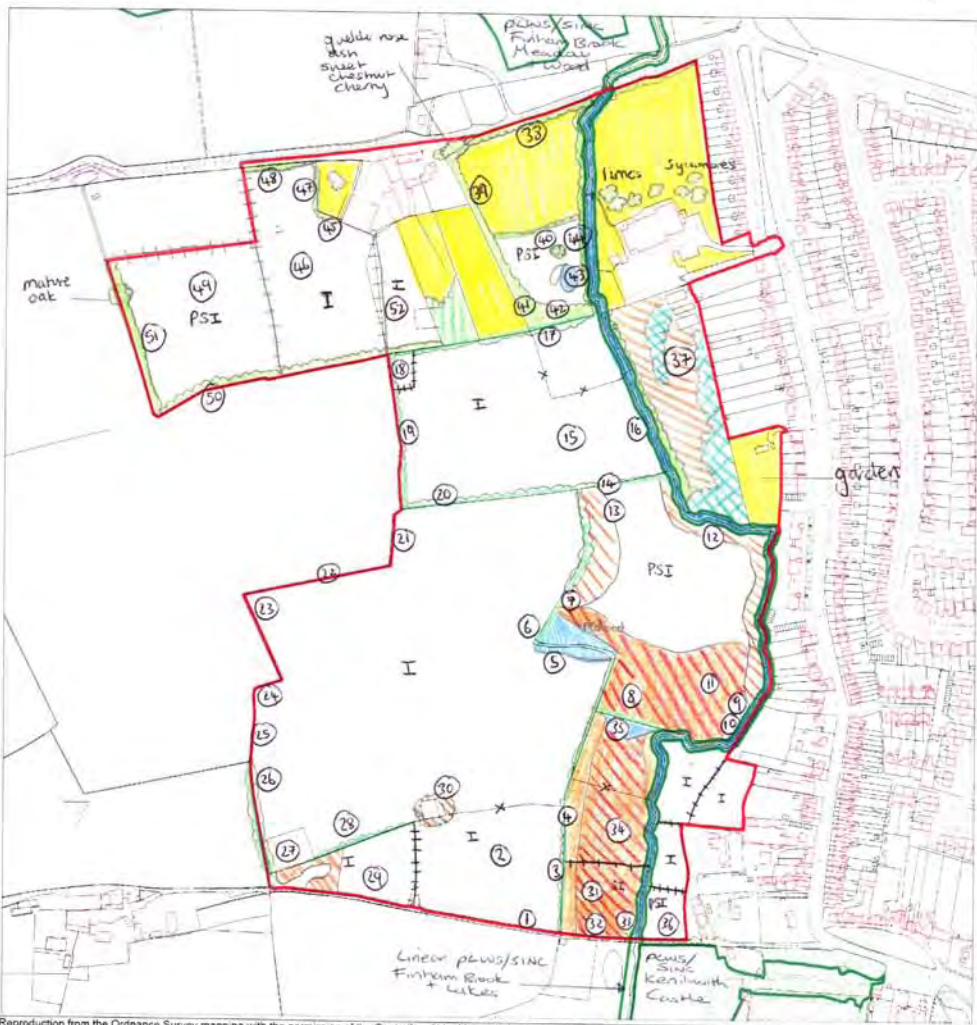 pLWS/SINC
Finham Brook
Meadow
+ Wood
guelde rose
ash
sweet
chestnut
cherry
38
limes
Sycamores
48
47
39
45
40
44
PSI
46
I
I
43
mature
oak
49
PSI
52
41
42
51
17
37
18
I
50
19
15
16
garden
20
14
13
21
12
22
PSI
23
7
6
5
I
8
11
24
9
10
35
25
I
I
26
30
4
28
34
I
27
I
2
I
29
3
31
II
PSI
1
32
33
36
Linear pLWS/SINC
Finham Brook
+ Lakes
pLWS/
SINC
Kenilworth
Castle
Reproduction from the Ordnance Survey mapping with the permission of the